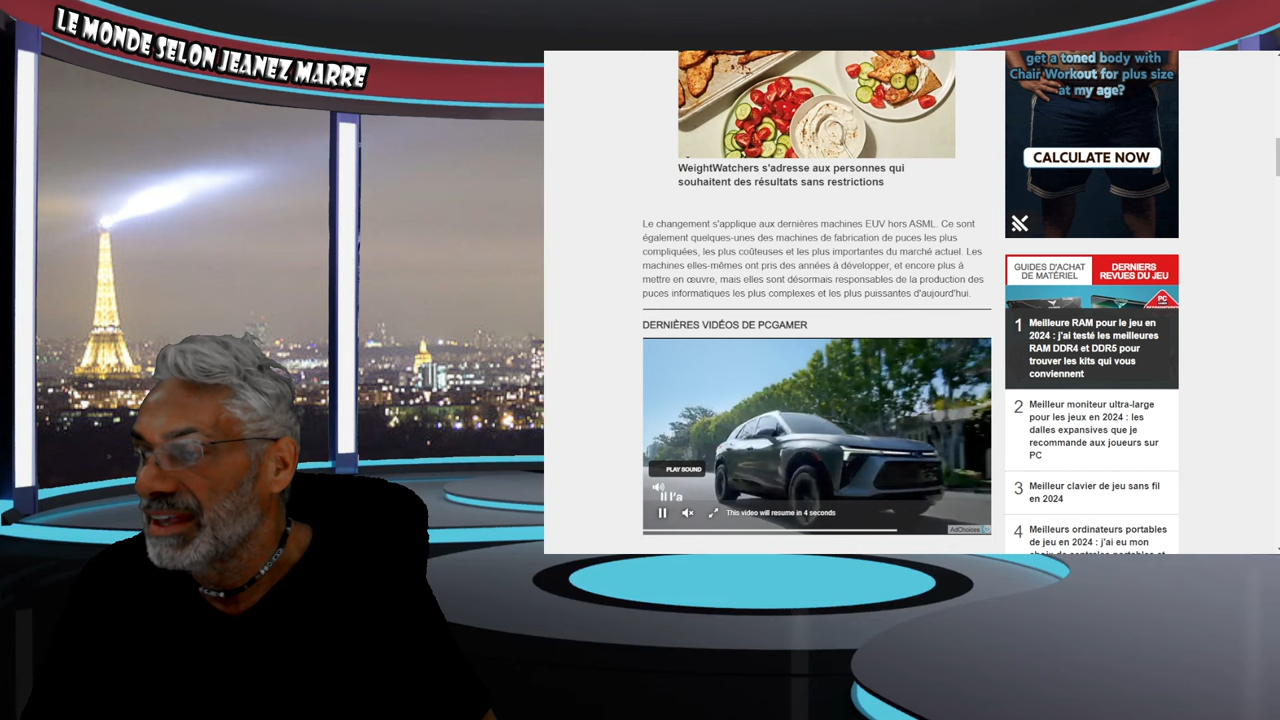 LE MONDE SELON JEANEZ MARRE
WeightWatchers s'adresse aux personnes qui
souhaitent des résultats sans restrictions
Le changement s'applique aux dernières machines EUV hors ASML. Ce sont
également quelques-unes des machines de fabrication de puces les plus
compliquées, les plus coûteuses et les plus importantes du marché actuel. Les
machines elles-mêmes ont pris des années à développer, et encore plus à
mettre en œuvre, mais elles sont désormais responsables de la production des
puces informatiques les plus complexes et les plus puissantes d'aujourd'hui.
DERNIÈRES VIDÉOS DE PCGAMER
PLAY SOUND
Il l'a
This video will resume in 4 seconds
AdChoices
get a toned body with
Chair Workout for plus size
at my age?
CALCULATE NOW
GUIDES D'ACHAT
DE MATÉRIEL
DERNIERS
REVUES DU JEU
PC
1
Meilleure RAM pour le jeu en
2024 : j'ai testé les meilleures
RAM DDR4 et DDR5 pour
trouver les kits qui vous
conviennent
2
Meilleur moniteur ultra-large
pour les jeux en 2024 : les
dalles expansives que je
recommande aux joueurs sur
PC
3
Meilleur clavier de jeu sans fil
en 2024
4
Meilleurs ordinateurs portables
de jeu en 2024 : j'ai eu mon